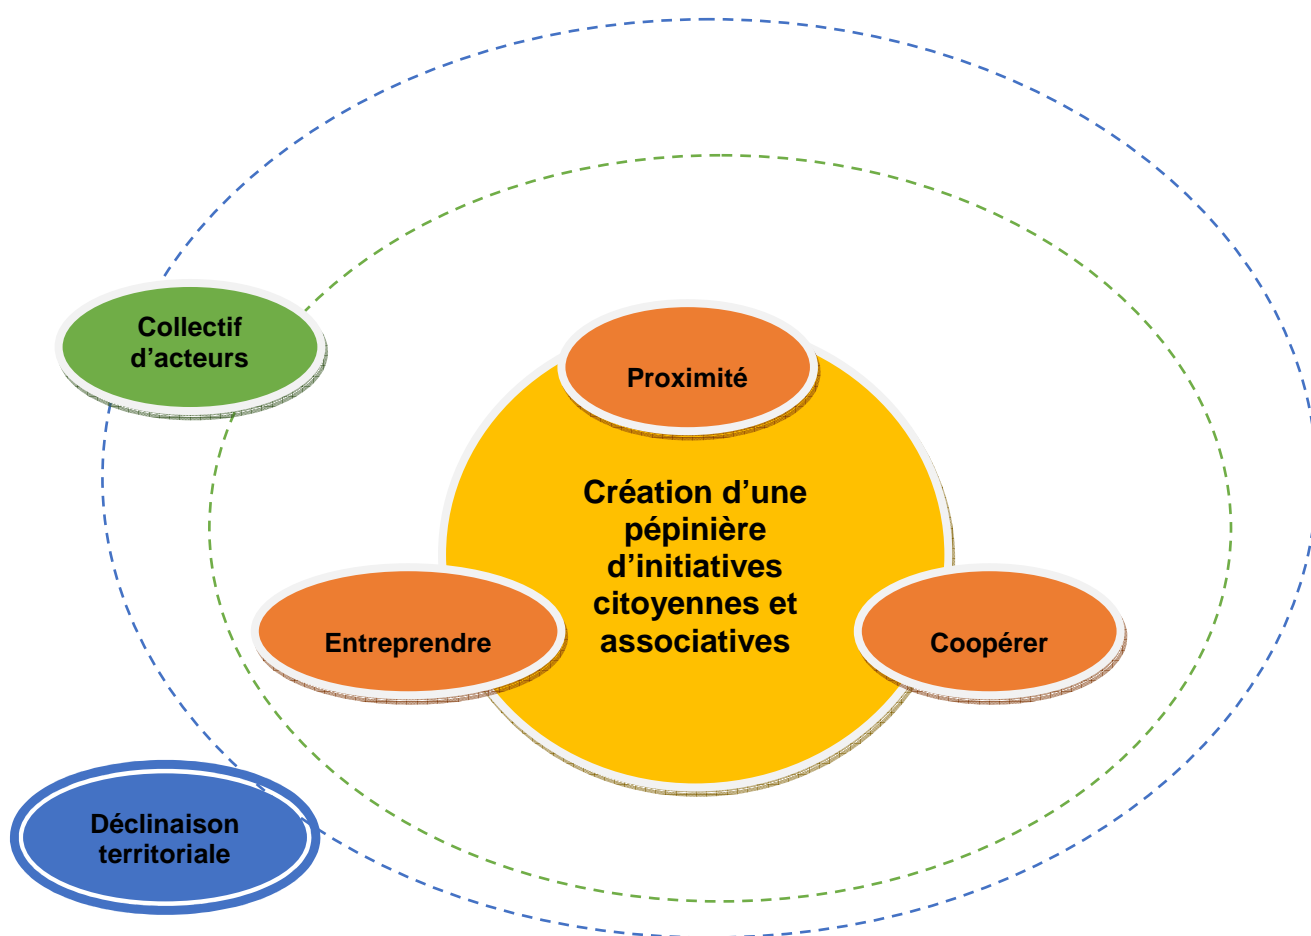 Collectif
d’acteurs
Proximité
Création d’une
pépinière
d’initiatives
citoyennes et
associatives
Entreprendre
Coopérer
Déclinaison
territoriale